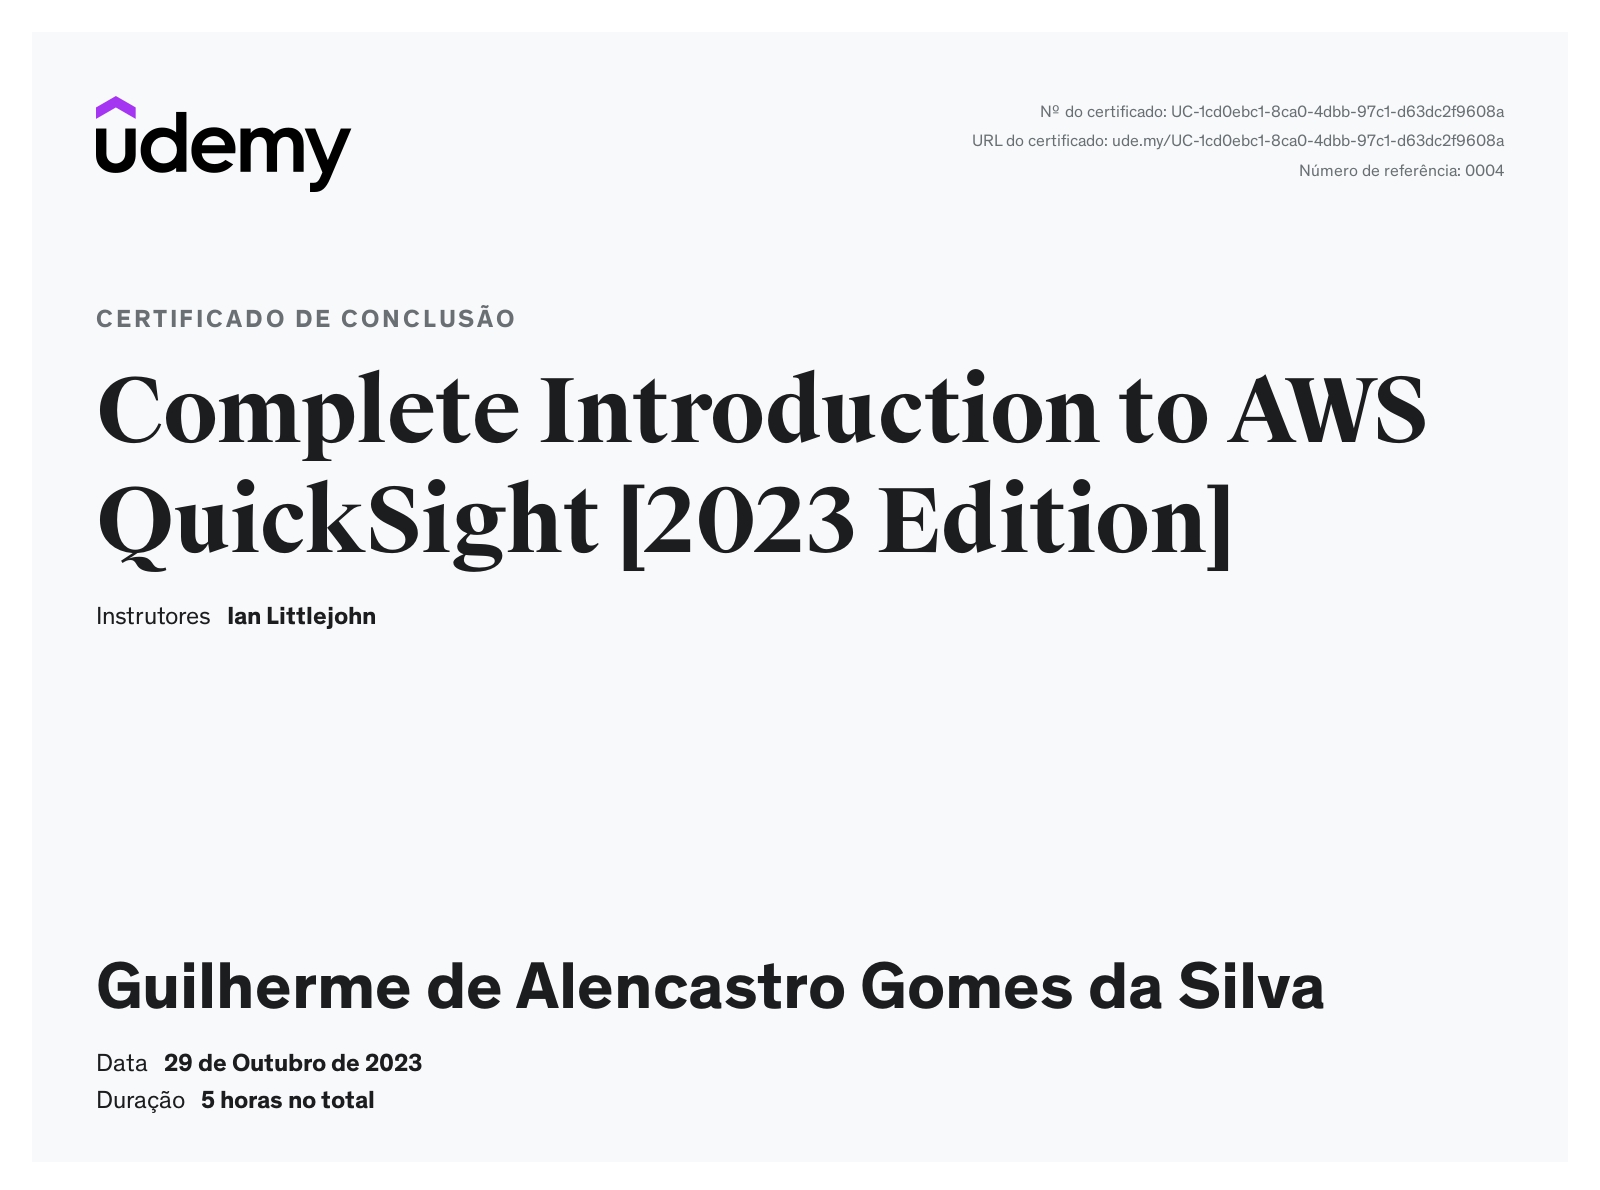 udemy
Nº do certificado: UC-1cd0ebc1-8ca0-4dbb-97c1-d63dc2f9608a
URL do certificado: ude.my/UC-1cd0ebc1-8ca0-4dbb-97c1-d63dc2f9608a
Número de referência: 0004
CERTIFICADO DE CONCLUSÃO
Complete Introduction to AWS
QuickSight [2023 Edition]
Instrutores Ian Littlejohn
Guilherme de Alencastro Gomes da Silva
Data 29 de Outubro de 2023
Duração 5 horas no total